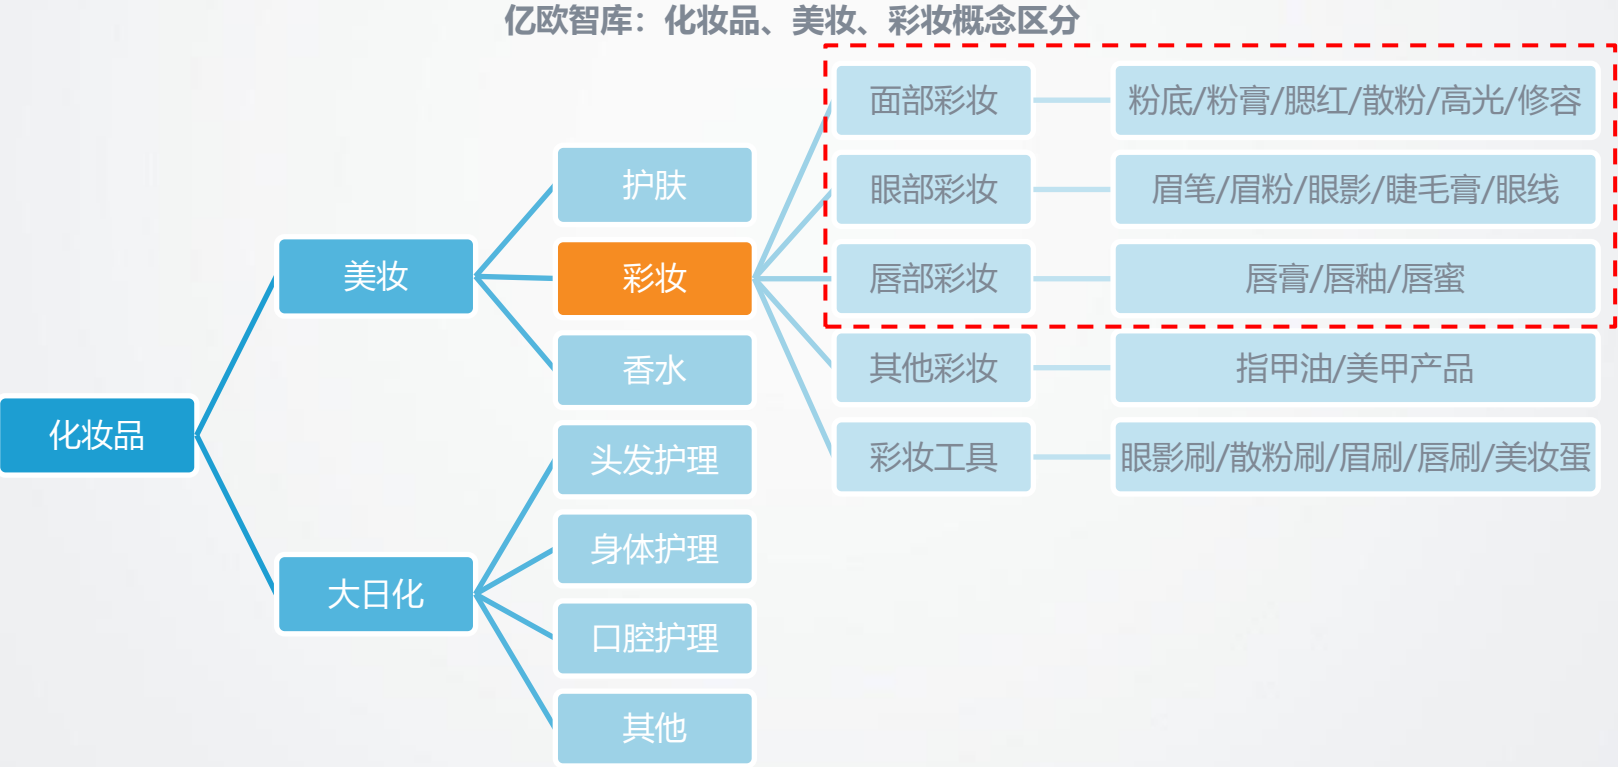 亿欧智库：化妆品、美妆、彩妆概念区分
化妆品
美妆
大日化
护肤
彩妆
香水
头发护理
身体护理
口腔护理
其他
面部彩妆
粉底/粉膏/腮红/散粉/高光/修容
眼部彩妆
眉笔/眉粉/眼影/睫毛膏/眼线
唇部彩妆
唇膏/唇釉/唇蜜
其他彩妆
指甲油/美甲产品
彩妆工具
眼影刷/散粉刷/眉刷/唇刷/美妆蛋